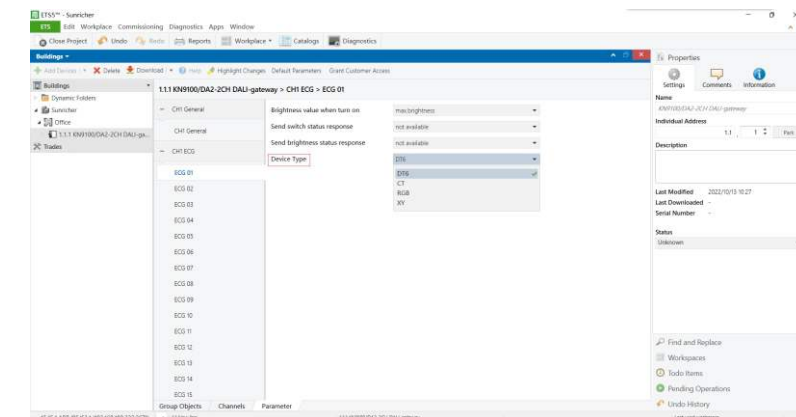 ETS5™ - Sunricher
ETS Edit Workplace Commissioning Diagnostics Apps Window
Close Project Undo Redo Reports Workplace Catalogs Diagnostics
Buildings
Add Devices Delete Download Help Highlight Changes Default Parameters Grant Customer Access
Buildings
Dynamic Folders
Sunricher
Office
1.1.1 KN9100/DA2-2CH DALI-ga...
Trades
1.1.1 KN9100/DA2-2CH DALI-gateway > CH1 ECG > ECG 01
CH1 General
CH1 General
CH1 ECG
ECG 01
ECG 02
ECG 03
ECG 04
ECG 05
ECG 06
ECG 07
ECG 08
ECG 09
ECG 10
ECG 11
ECG 12
ECG 13
ECG 14
ECG 15
Brightness value when turn on max.brightness
Send switch status response not available
Send brightness status response not available
Device Type DT6
DT6
CT
RGB
XY
Group Objects Channels Parameter
Properties
Settings Comments Information
Name
KN9100/DA2-2CH DALI-gateway
Individual Address
1.1 . 1 Park
Description
Last Modified 2022/10/13 10:27
Last Downloaded -
Serial Number -
Status
Unknown
Find and Replace
Workspaces
Todo Items
Pending Operations
Undo History